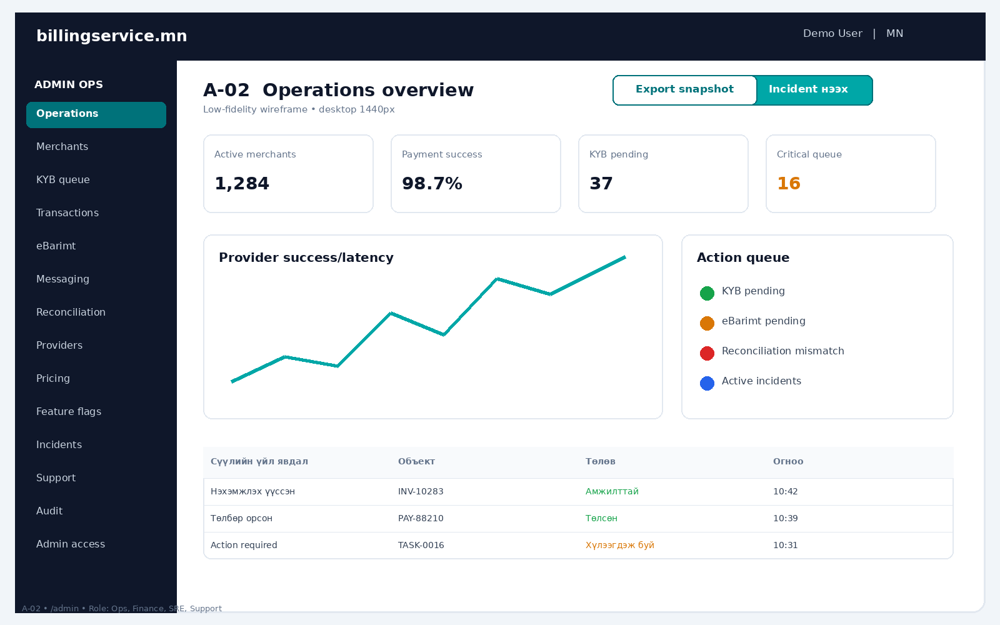 billingservice.mn
Demo User | MN
ADMIN OPS
Operations
Merchants
KYB queue
Transactions
eBarimt
Messaging
Reconciliation
Providers
Pricing
Feature flags
Incidents
Support
Audit
Admin access
A-02 Operations overview
Low-fidelity wireframe • desktop 1440px
Export snapshot
Incident нээх
Active merchants
1,284
Payment success
98.7%
KYB pending
37
Critical queue
16
Provider success/latency
Action queue
KYB pending
eBarimt pending
Reconciliation mismatch
Active incidents
Сүүлийн үйл явдал Объект Төлөв Огноо
Нэхэмжлэх үүссэн INV-10283 Амжилттай 10:42
Төлбөр орсон PAY-88210 Төлсөн 10:39
Action required TASK-0016 Хүлээгдэж буй 10:31
A-02 • /admin • Role: Ops, Finance, SRE, Support